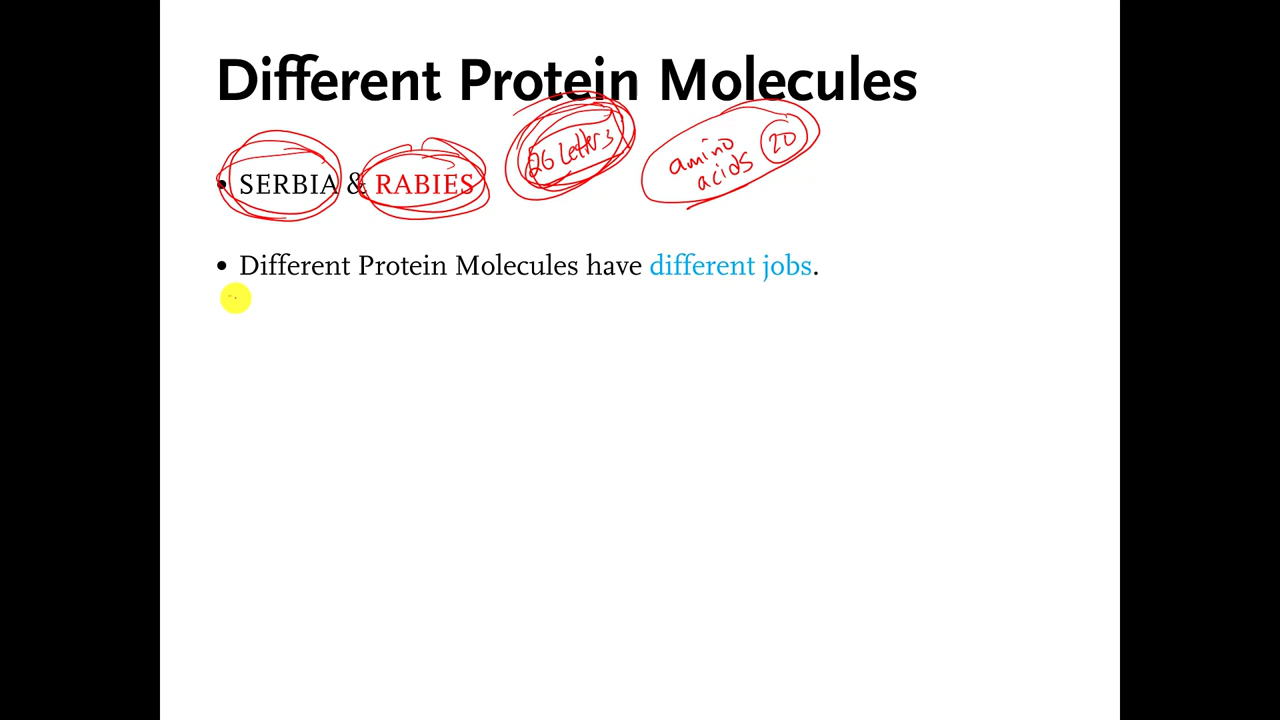 Different Protein Molecules
• SERBIA & RABIES 26 letters amino acids 20
• Different Protein Molecules have different jobs.